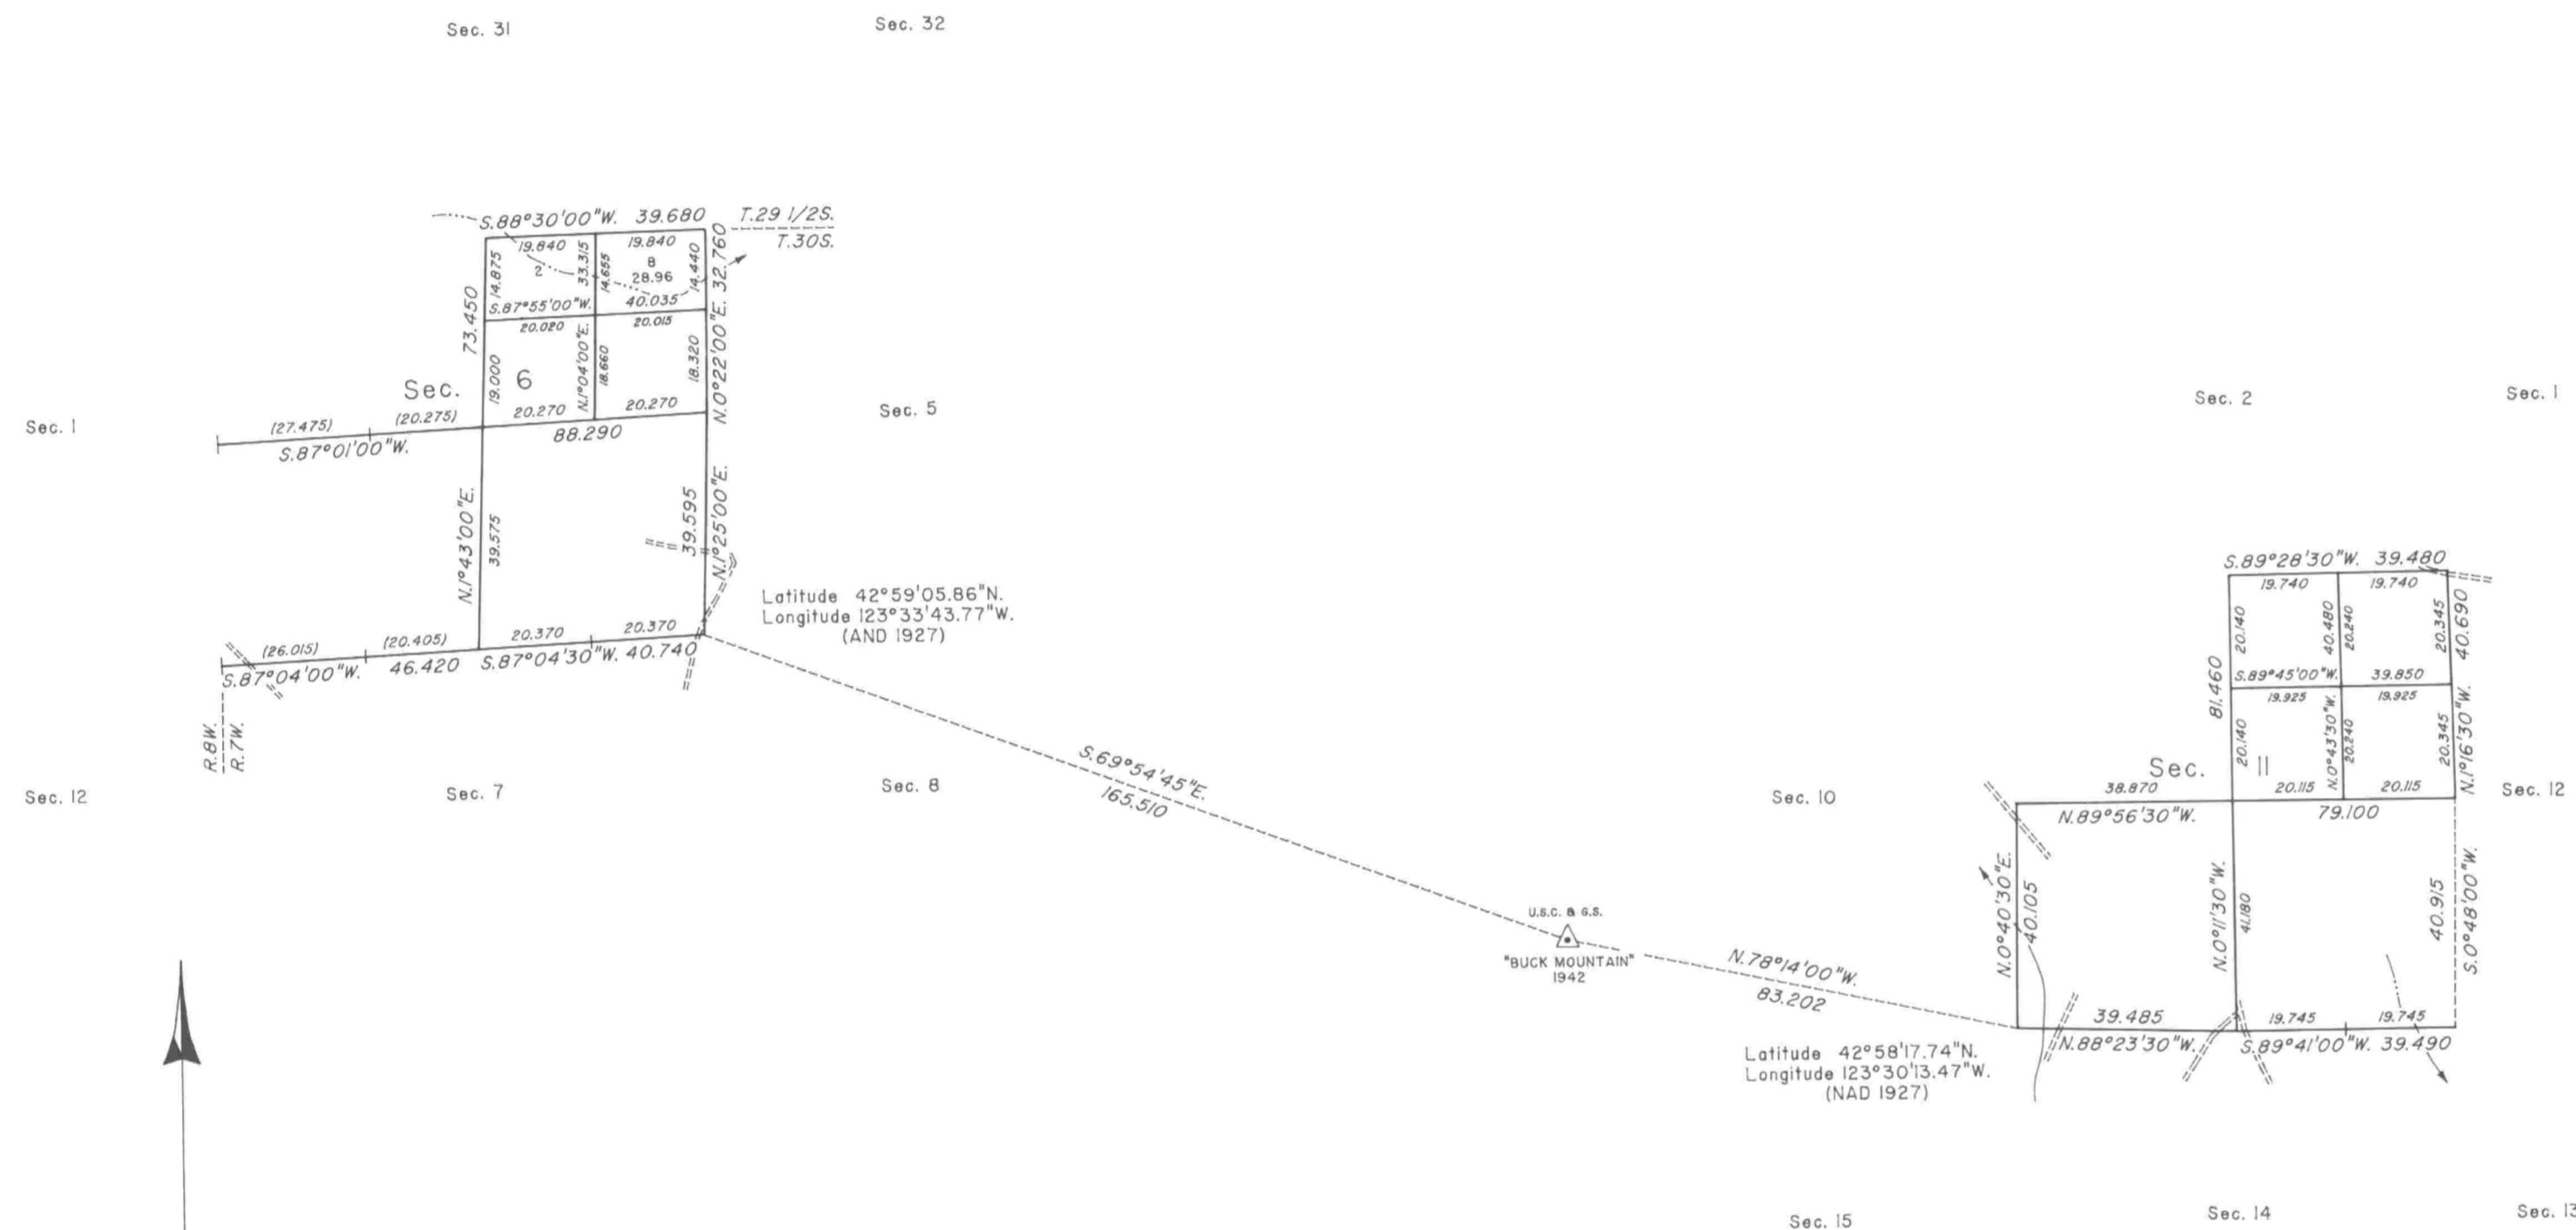 Sec. 31
Sec. 32
S.88°30'00"W. 39.680
T.29 1/2S.
T.30S.
19.840
19.840
14.875
2
33.315
14.655
8
28.96
14.440
N.0°22'00"E. 32.760
S.87°55'00"W.
40.035
73.450
20.020
20.015
19.000
N.1°04'00"E.
18.660
18.320
Sec. 6
20.270
20.270
Sec. 1
(27.475)
(20.275)
88.290
S.87°01'00"W.
Sec. 5
Sec. 2
Sec. 1
N.1°43'00"E.
39.575
39.595
N.1°25'00"E.
Latitude 42°59'05.86"N.
Longitude 123°33'43.77"W.
(AND 1927)
(26.015)
(20.405)
20.370
20.370
S.87°04'00"W. 46.420
S.87°04'30"W. 40.740
R.8W.
R.7W.
Sec. 12
Sec. 7
Sec. 8
S.69°54'45"E.
165.510
U.S.C. & G.S.
"BUCK MOUNTAIN"
1942
N.78°14'00"W.
83.202
Sec. 10
S.89°28'30"W. 39.480
19.740
19.740
20.140
40.480
20.240
20.345
40.690
S.89°45'00"W.
39.850
81.460
19.925
19.925
20.140
N.0°43'30"W.
20.240
20.345
N.1°16'30"W.
Sec. 11
38.870
20.115
20.115
Sec. 12
N.89°56'30"W.
79.100
N.0°40'30"E.
40.105
N.0°11'30"W.
41.180
40.915
S.0°48'00"W.
39.485
19.745
19.745
N.88°23'30"W.
S.89°41'00"W. 39.490
Latitude 42°58'17.74"N.
Longitude 123°30'13.47"W.
(NAD 1927)
Sec. 15
Sec. 14
Sec. 13